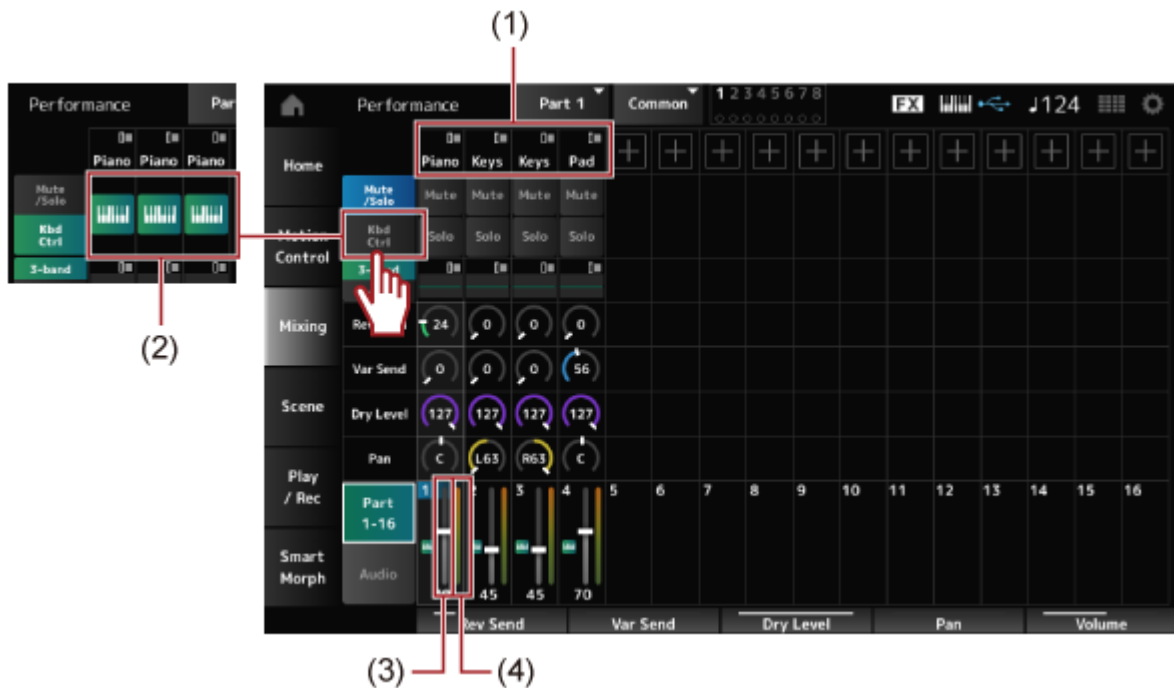 (1)
Performance Par
Piano Piano Piano
Mute
/Solo
Kbd
Ctrl
3-band
(2)
Performance Part 1 Common 1 2 3 4 5 6 7 8 FX ♩124
Home
Piano Keys Keys Pad
Mute
/Solo
Mute Mute Mute Mute
Kbd
Ctrl
Solo Solo Solo Solo
Control
Mixing
24 0 0 0
Var Send 0 0 0 56
Scene
Dry Level 127 127 127 127
Pan C L63 R63 C
Play
/ Rec
Part
1-16
1 2 3 4 5 6 7 8 9 10 11 12 13 14 15 16
Smart
Morph
Audio
45 45 70
Rev Send Var Send Dry Level Pan Volume
(3) (4)